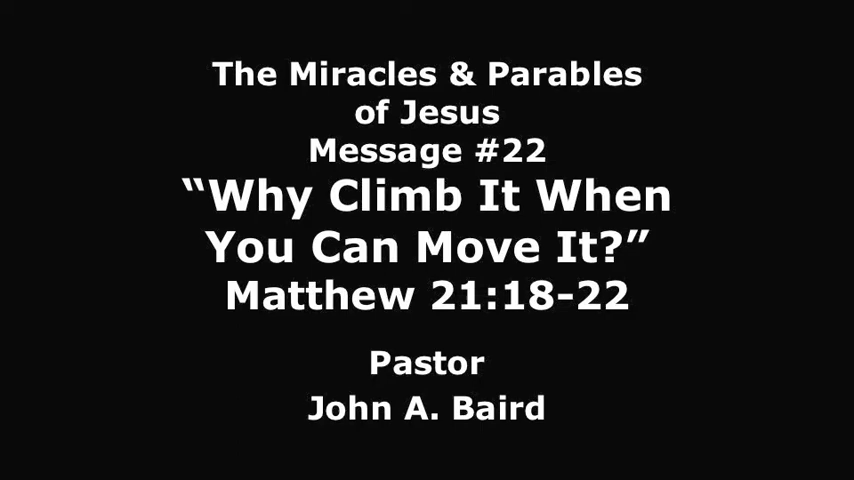 The Miracles & Parables
of Jesus
Message #22
“Why Climb It When
You Can Move It?”
Matthew 21:18-22
Pastor
John A. Baird